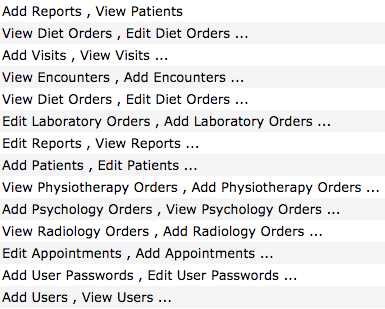 Add Reports , View Patients
View Diet Orders , Edit Diet Orders ...
Add Visits , View Visits ...
View Encounters , Add Encounters ...
View Diet Orders , Edit Diet Orders ...
Edit Laboratory Orders , Add Laboratory Orders ...
Edit Reports , View Reports ...
Add Patients , Edit Patients ...
View Physiotherapy Orders , Add Physiotherapy Orders ...
Add Psychology Orders , View Psychology Orders ...
View Radiology Orders , Add Radiology Orders ...
Edit Appointments , Add Appointments ...
Add User Passwords , Edit User Passwords ...
Add Users , View Users ...